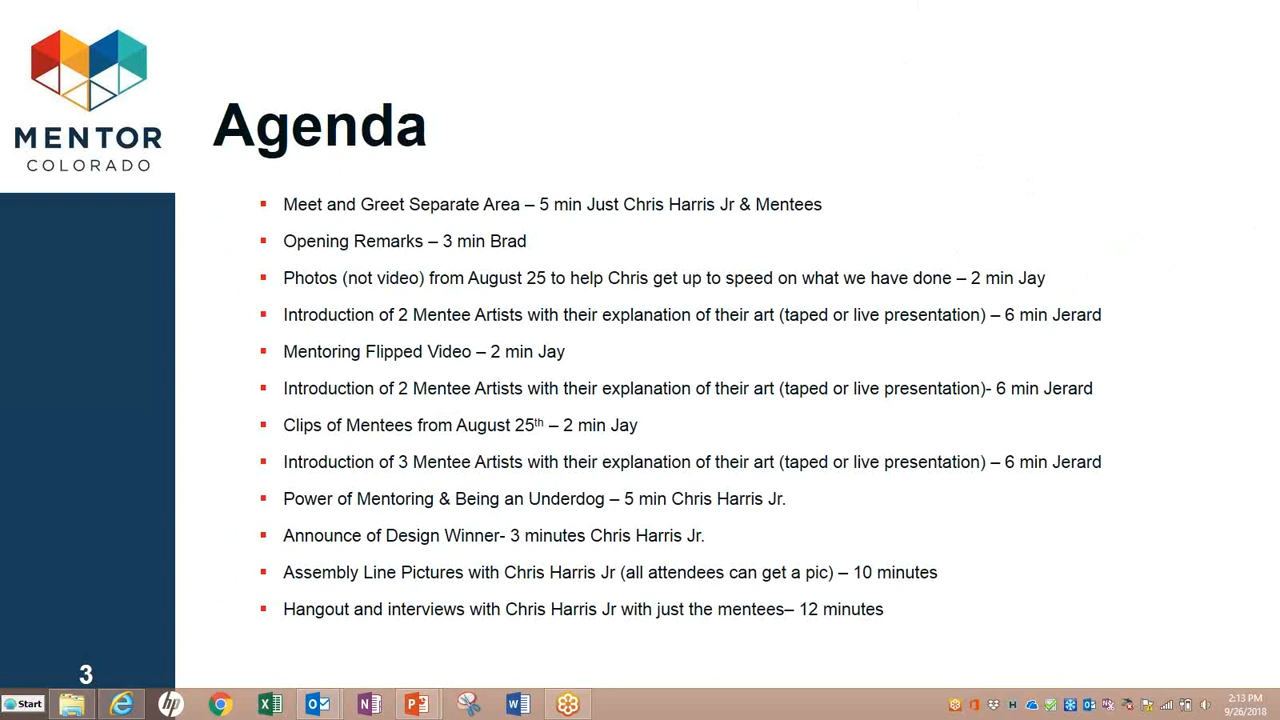 MENTOR
COLORADO
Agenda
Meet and Greet Separate Area – 5 min Just Chris Harris Jr & Mentees
Opening Remarks – 3 min Brad
Photos (not video) from August 25 to help Chris get up to speed on what we have done – 2 min Jay
Introduction of 2 Mentee Artists with their explanation of their art (taped or live presentation) – 6 min Jerard
Mentoring Flipped Video – 2 min Jay
Introduction of 2 Mentee Artists with their explanation of their art (taped or live presentation)- 6 min Jerard
Clips of Mentees from August 25th – 2 min Jay
Introduction of 3 Mentee Artists with their explanation of their art (taped or live presentation) – 6 min Jerard
Power of Mentoring & Being an Underdog – 5 min Chris Harris Jr.
Announce of Design Winner- 3 minutes Chris Harris Jr.
Assembly Line Pictures with Chris Harris Jr (all attendees can get a pic) – 10 minutes
Hangout and interviews with Chris Harris Jr with just the mentees– 12 minutes
3
Start
2:13 PM
9/26/2018